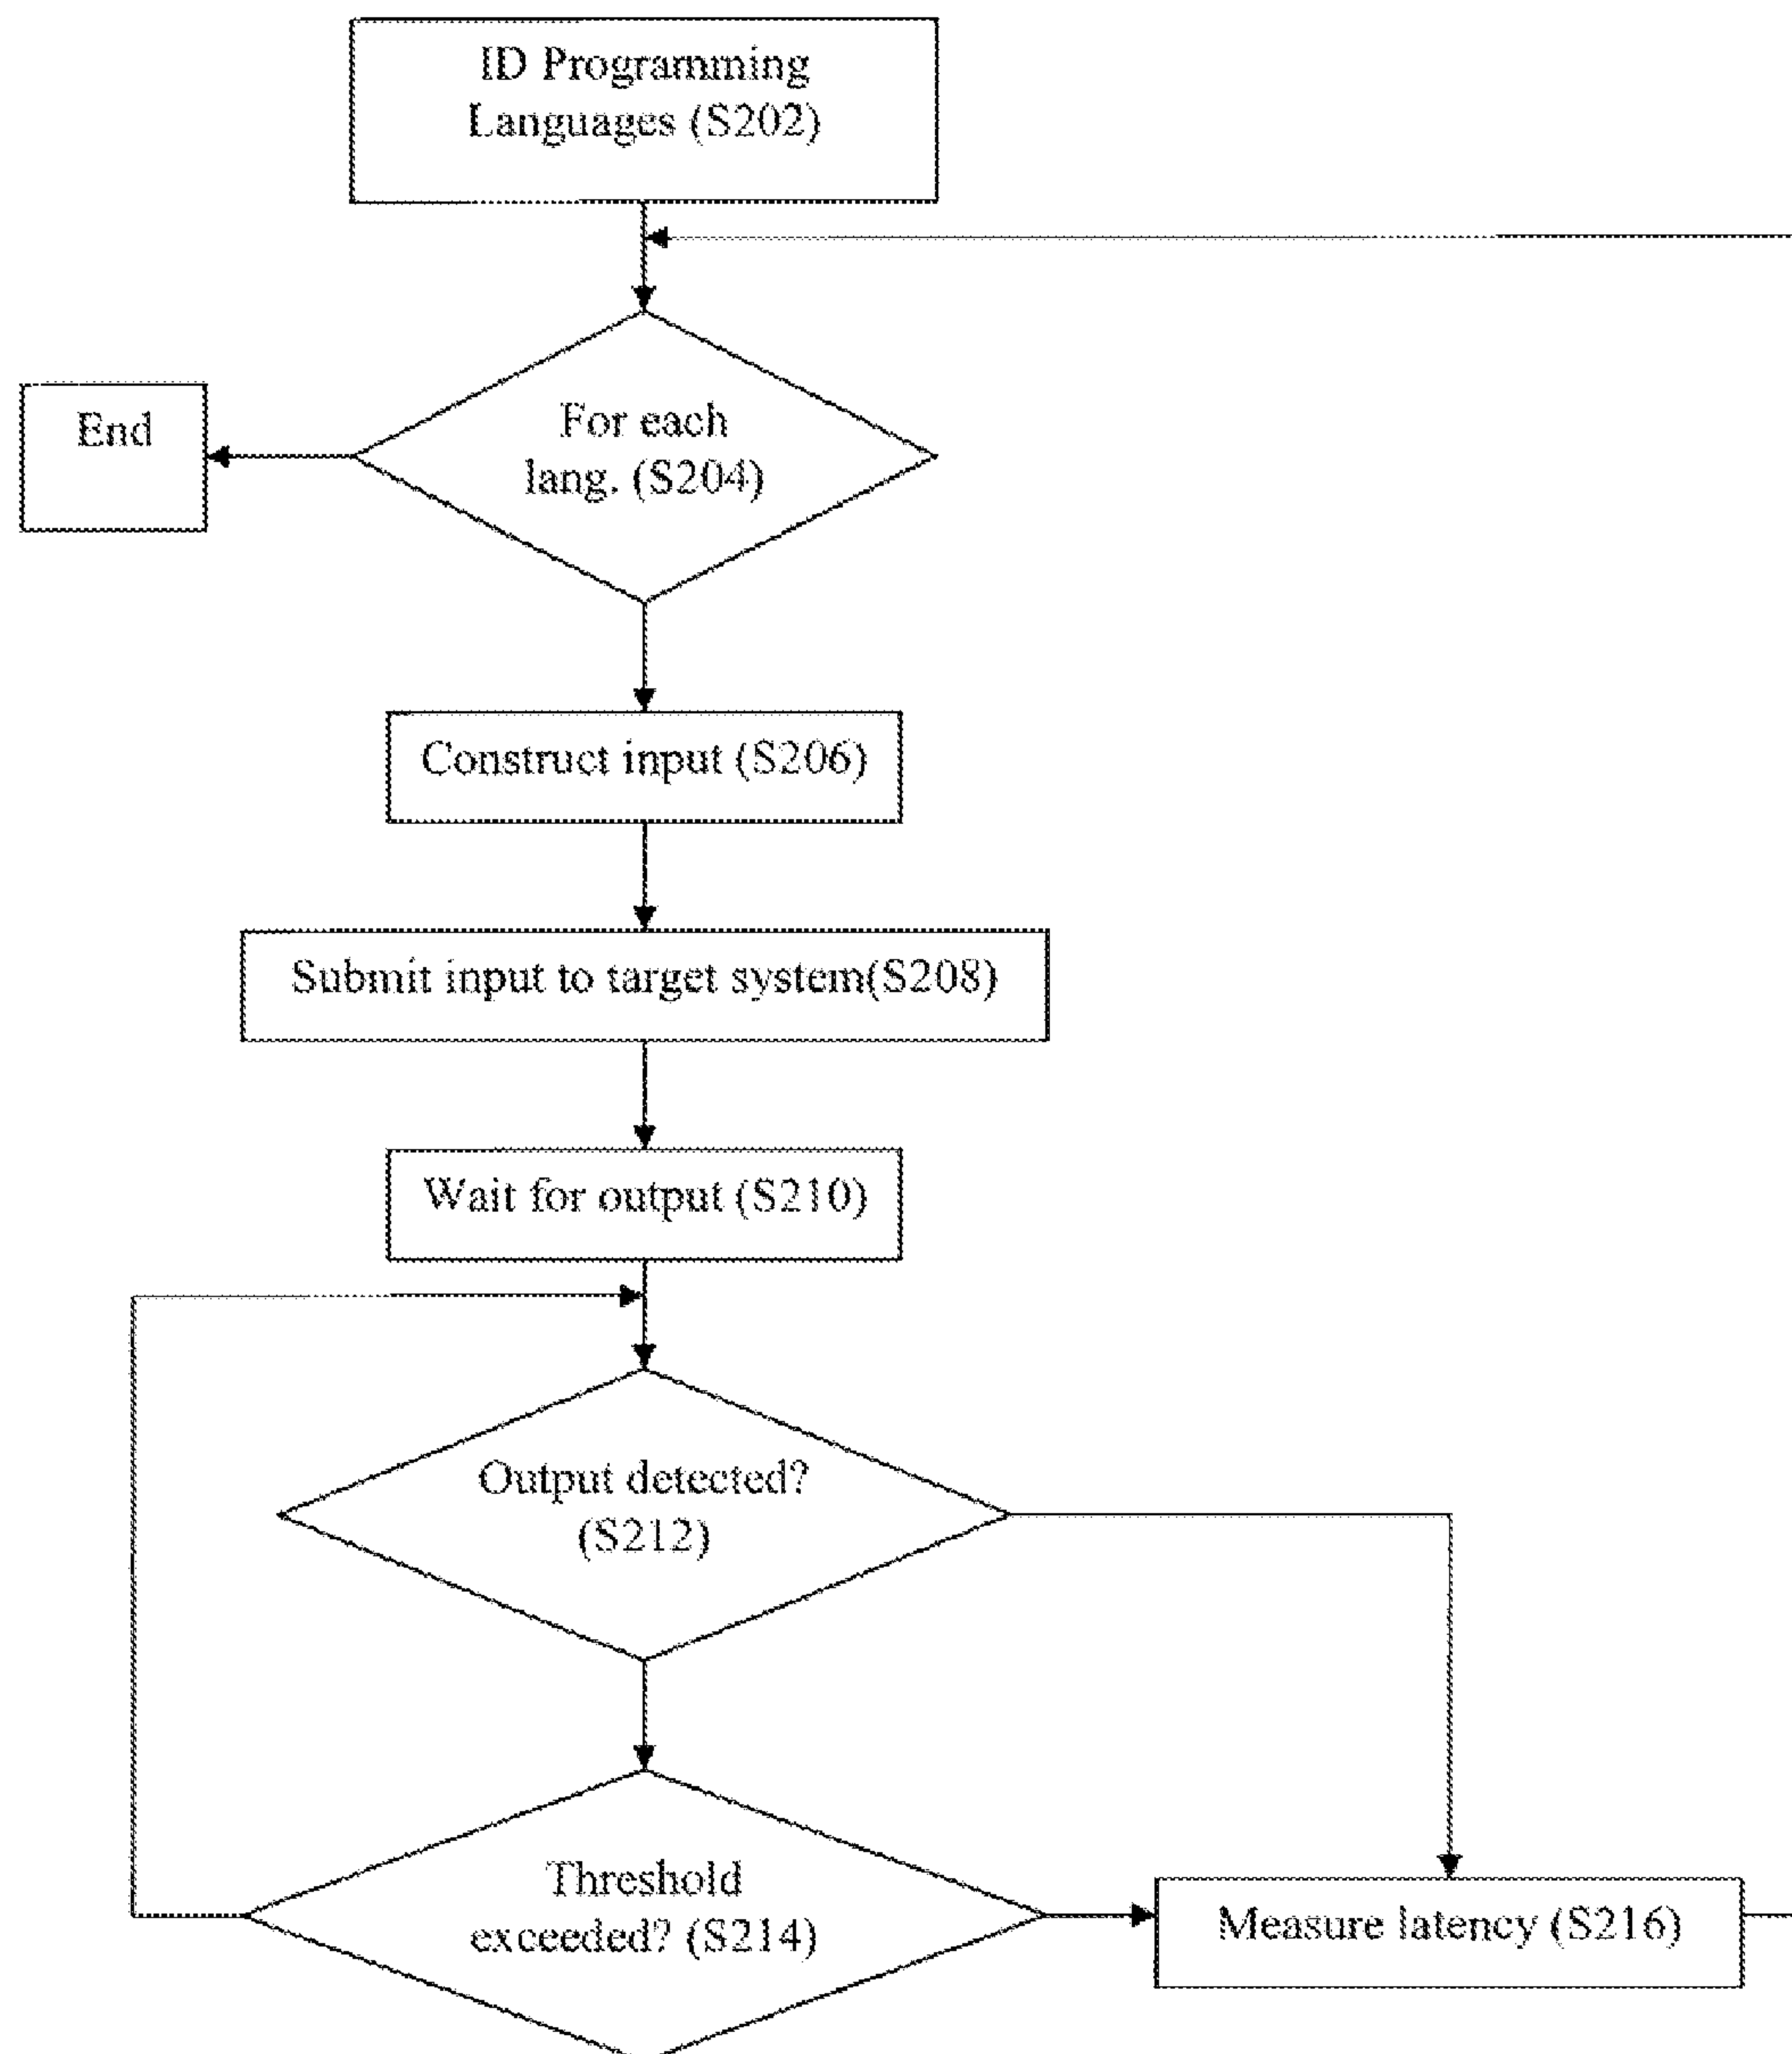 ID Programming
Languages (S202)
End
For each
lang. (S204)
Construct input (S206)
Submit input to target system(S208)
Wait for output (S210)
Output detected?
(S212)
Threshold
exceeded? (S214)
Measure latency (S216)